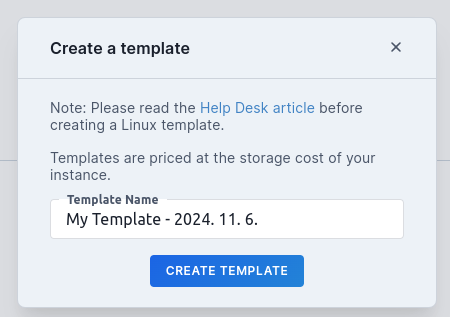 Create a template
Note: Please read the Help Desk article before
creating a Linux template.
Templates are priced at the storage cost of your
instance.
Template Name
My Template - 2024. 11. 6.
CREATE TEMPLATE